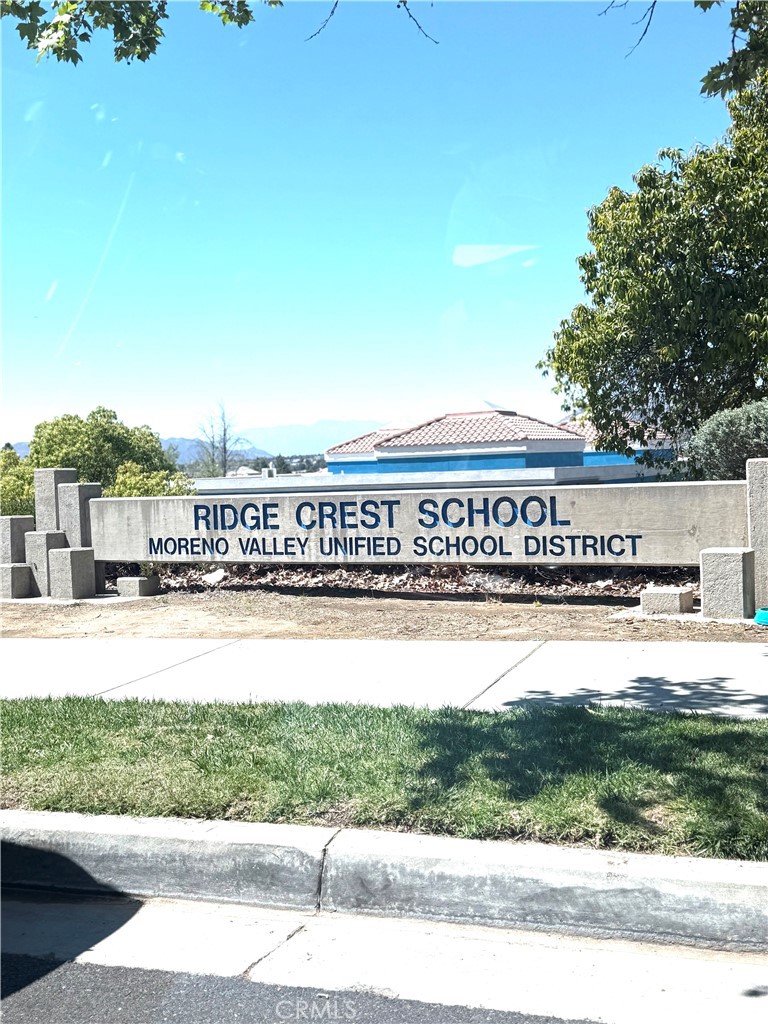 RIDGE CREST SCHOOL
MORENO VALLEY UNIFIED SCHOOL DISTRICT
CRMLS